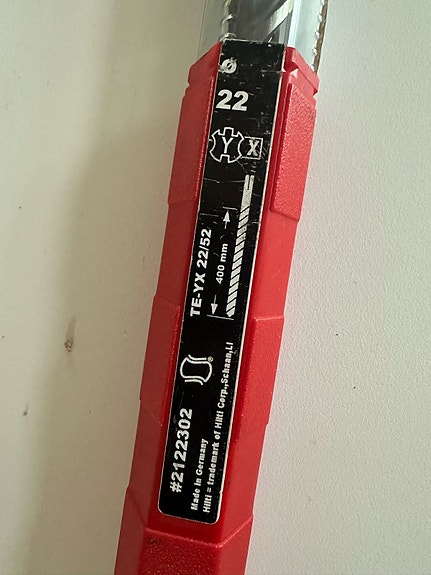 Ø
22
Y X
TE-YX 22/52
400 mm
#2122302
®
Made in Germany
Hilti = trademark of Hilti Corp.,Schaan,LI